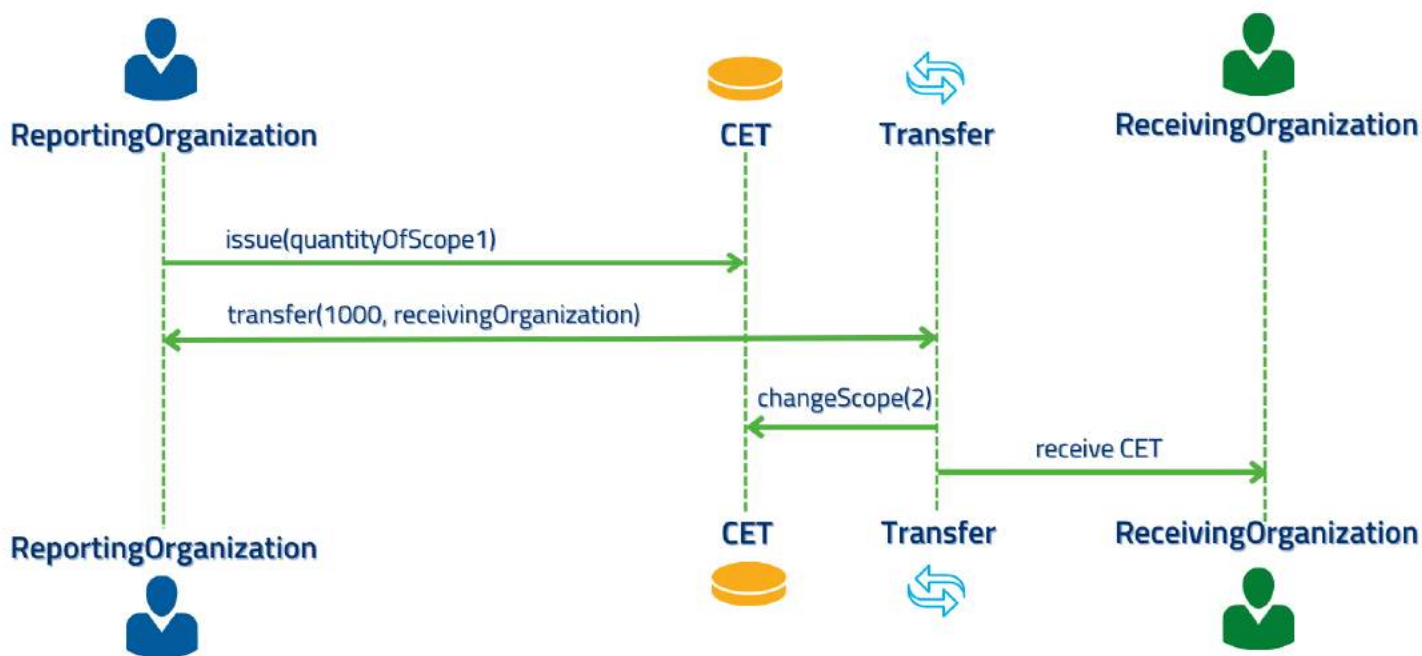 ReportingOrganization
CET
Transfer
ReceivingOrganization
issue(quantityOfScope1)
transfer(1000, receivingOrganization)
changeScope(2)
receive CET
ReportingOrganization
CET
Transfer
ReceivingOrganization